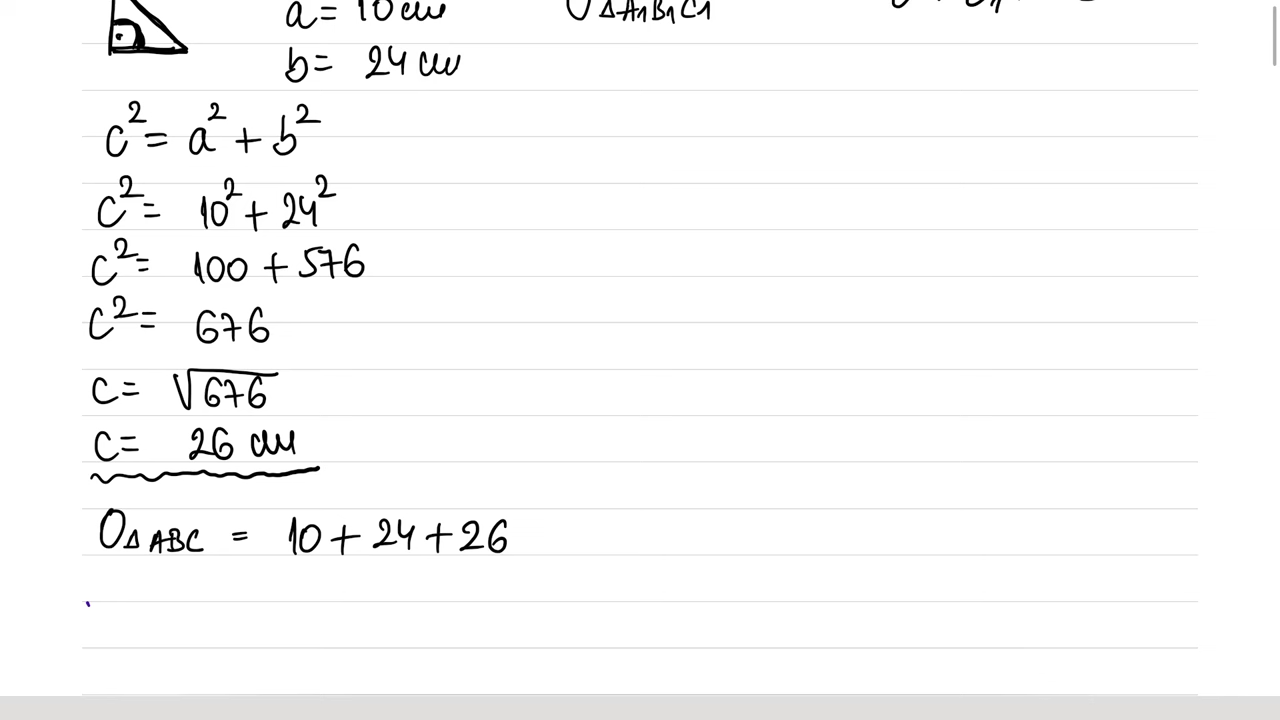 a = 10 cm O△A₁B₁C₁
b = 24 cm
c² = a² + b²
c² = 10² + 24²
c² = 100 + 576
c² = 676
c = √676
c = 26 cm
O△ABC = 10 + 24 + 26